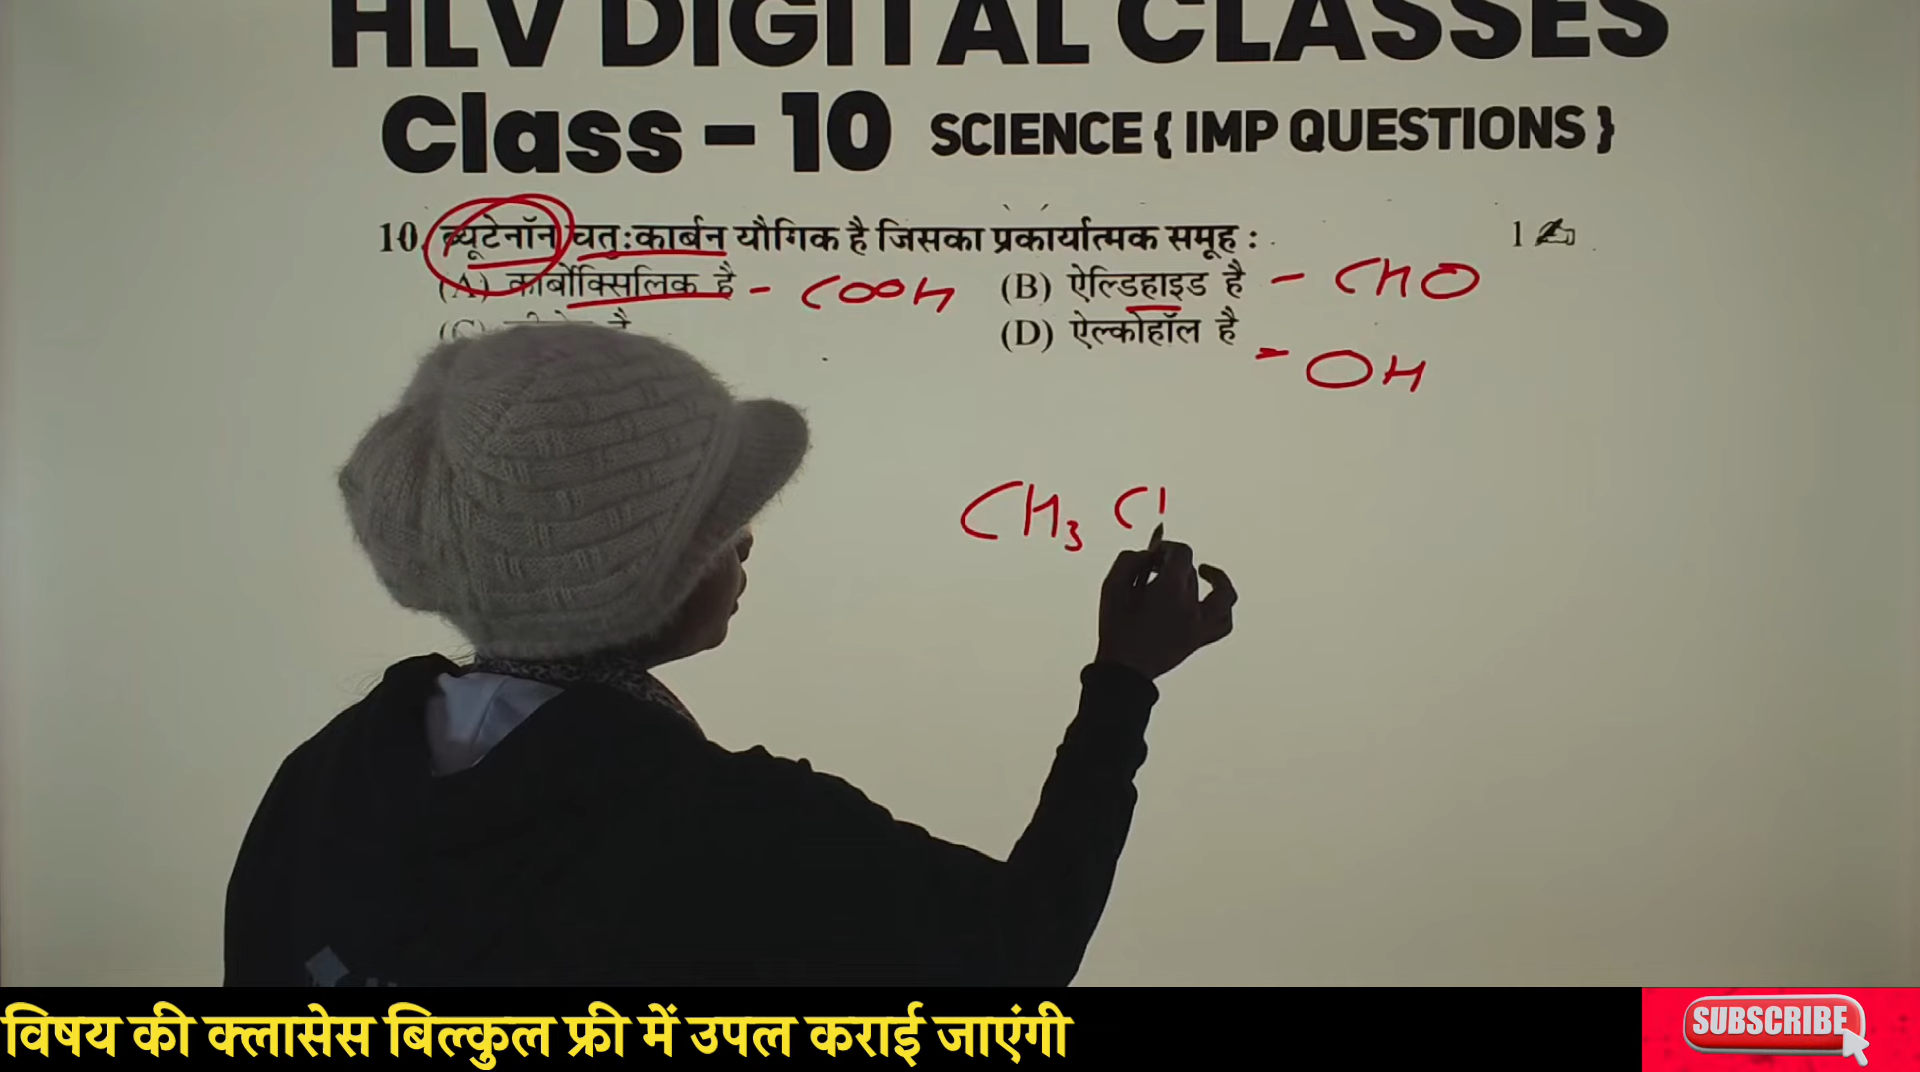 HLV DIGITAL CLASSES
Class - 10 SCIENCE { IMP QUESTIONS }
10. ब्यूटेनॉन चतुःकार्बन यौगिक है जिसका प्रकार्यात्मक समूह : 1
(A) कार्बोक्सिलिक है - COOH (B) ऐल्डिहाइड है - CHO
(C) है (D) ऐल्कोहॉल है - OH
CH3 C
विषय की क्लासेस बिल्कुल फ्री में उपल कराई जाएंगी
SUBSCRIBE